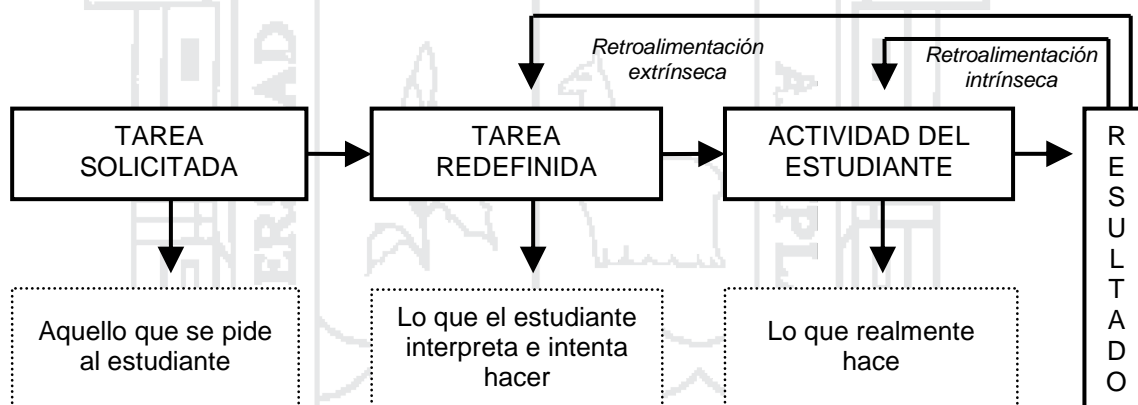 Retroalimentación
extrínseca
Retroalimentación
intrínseca
TAREA
SOLICITADA
TAREA
REDEFINIDA
ACTIVIDAD DEL
ESTUDIANTE
R
E
S
U
L
T
A
D
O
Aquello que se pide
al estudiante
Lo que el estudiante
interpreta e intenta
hacer
Lo que realmente
hace